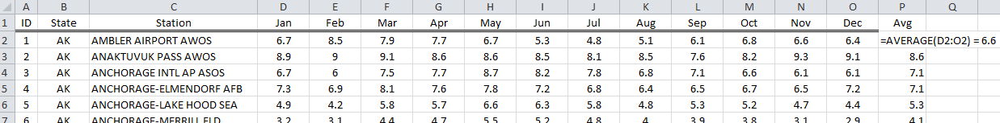 A B C D E F G H I J K L M N O P Q
1 ID State Station Jan Feb Mar Apr May Jun Jul Aug Sep Oct Nov Dec Avg
2 1 AK AMBLER AIRPORT AWOS 6.7 8.5 7.9 7.7 6.7 5.3 4.8 5.1 6.1 6.8 6.6 6.4 =AVERAGE(D2:O2) = 6.6
3 2 AK ANAKTUVUK PASS AWOS 8.9 9 9.1 8.6 8.6 8.5 8.1 8.5 7.6 8.2 9.3 9.1 8.6
4 3 AK ANCHORAGE INTL AP ASOS 6.7 6 7.5 7.7 8.7 8.2 7.8 6.8 7.1 6.6 6.1 6.1 7.1
5 4 AK ANCHORAGE-ELMENDORF AFB 7.3 6.9 8.1 7.6 7.8 7.2 6.8 6.4 6.5 6.7 6.5 7.2 7.1
6 5 AK ANCHORAGE-LAKE HOOD SEA 4.9 4.2 5.8 5.7 6.6 6.3 5.8 4.8 5.3 5.2 4.7 4.4 5.3
7 6 AK ANCHORAGE-MERRILL FLD 3.2 3.1 4.4 4.7 5.5 5.2 4.8 4 3.9 3.8 3.1 2.9 4.1